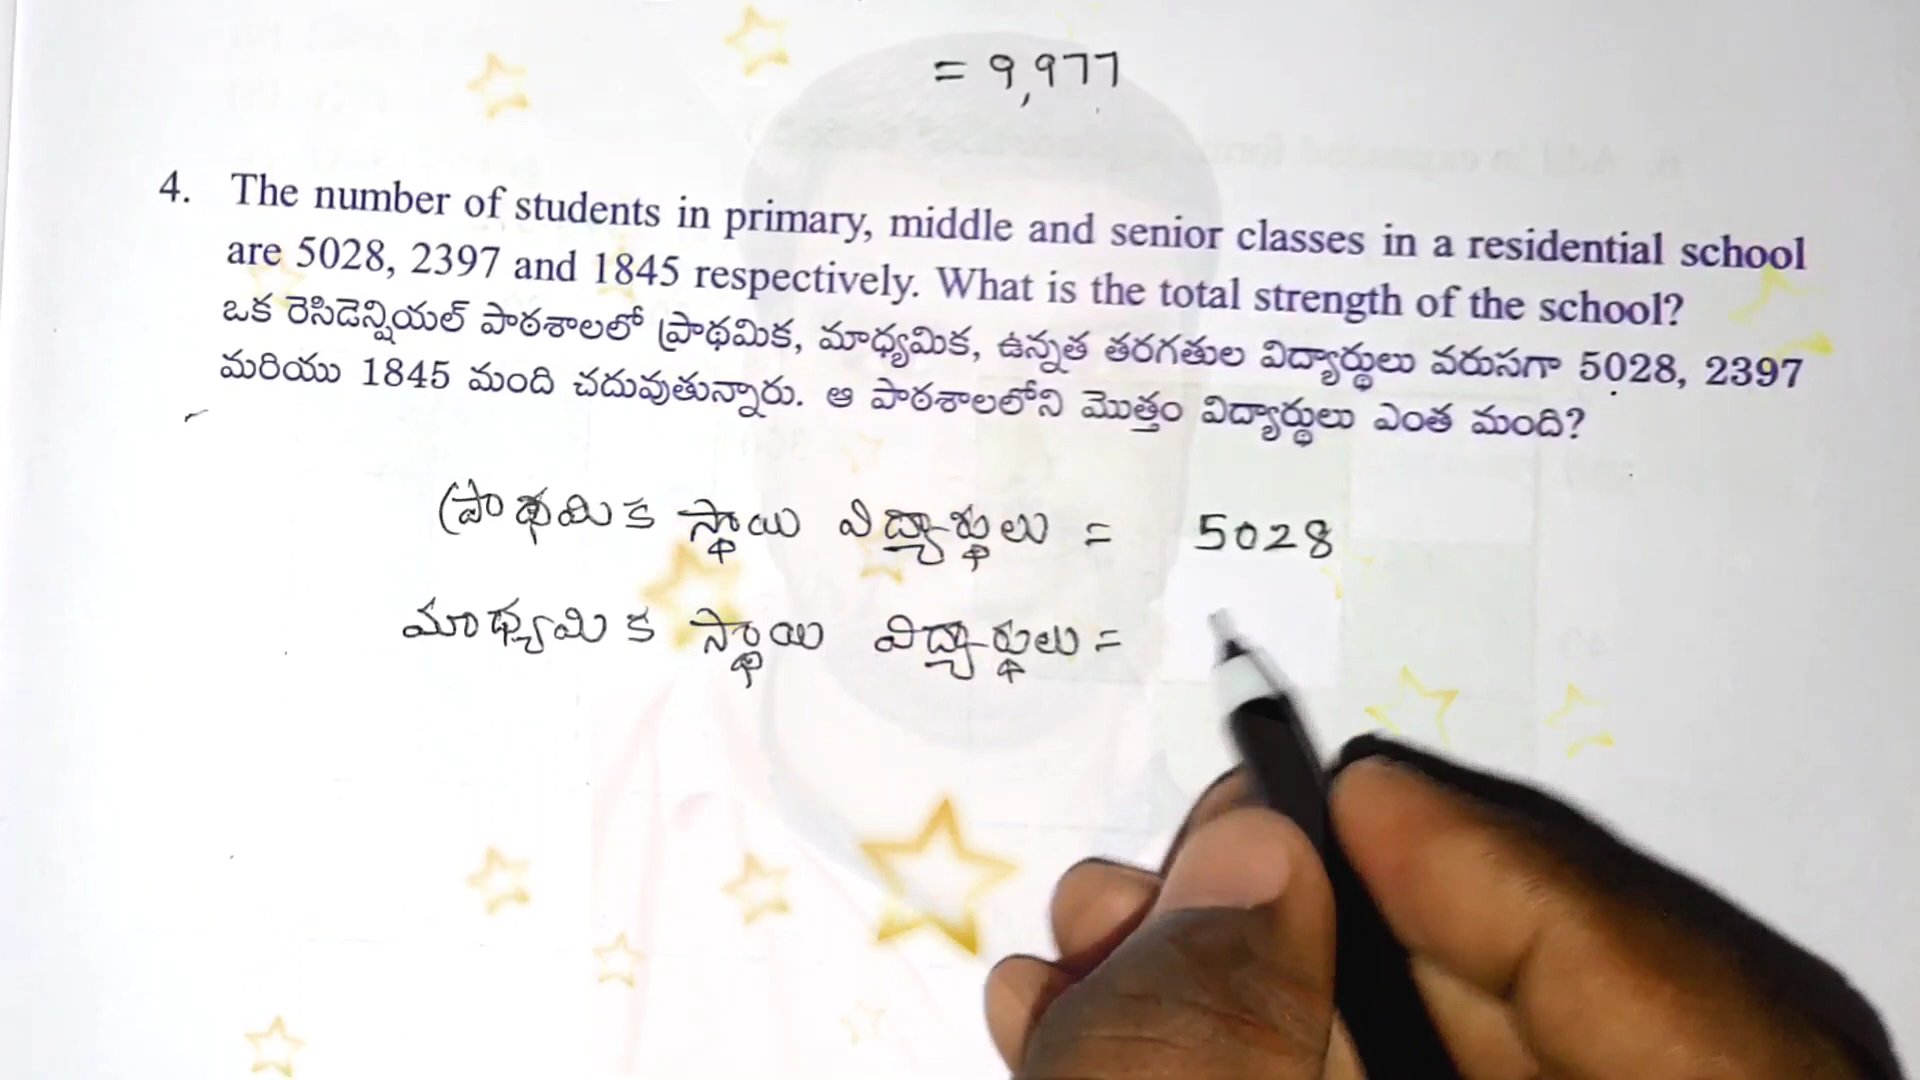 = 9,977
4. The number of students in primary, middle and senior classes in a residential school
are 5028, 2397 and 1845 respectively. What is the total strength of the school?
ఒక రెసిడెన్షియల్ పాఠశాలలో ప్రాథమిక, మాధ్యమిక, ఉన్నత తరగతుల విద్యార్థులు వరుసగా 5028, 2397
మరియు 1845 మంది చదువుతున్నారు. ఆ పాఠశాలలోని మొత్తం విద్యార్థులు ఎంత మంది?
ప్రాథమిక స్థాయి విద్యార్థులు = 5028
మాధ్యమిక స్థాయి విద్యార్థులు =